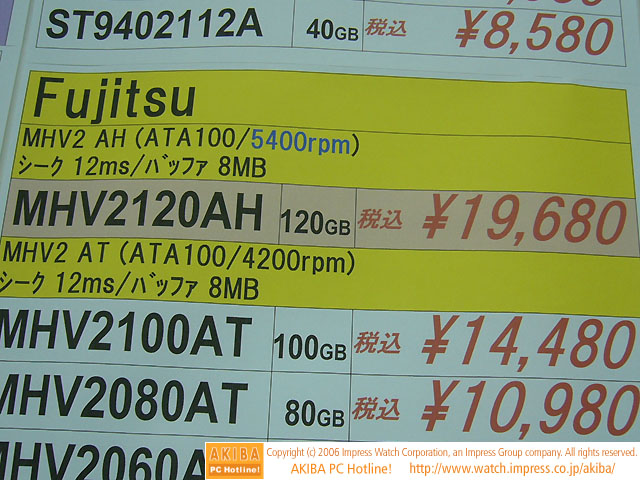 ST9402112A 40GB 税込 ¥8,580
Fujitsu
MHV2 AH (ATA100/5400rpm)
シーク 12ms/バッファ 8MB
MHV2120AH 120GB 税込 ¥19,680
MHV2 AT (ATA100/4200rpm)
シーク 12ms/バッファ 8MB
MHV2100AT 100GB 税込 ¥14,480
MHV2080AT 80GB 税込 ¥10,980
MHV2060A
AKIBA PC Hotline!
Copyright (c) 2006 Impress Watch Corporation, an Impress Group company. All rights reserved.
AKIBA PC Hotline! http://www.watch.impress.co.jp/akiba/